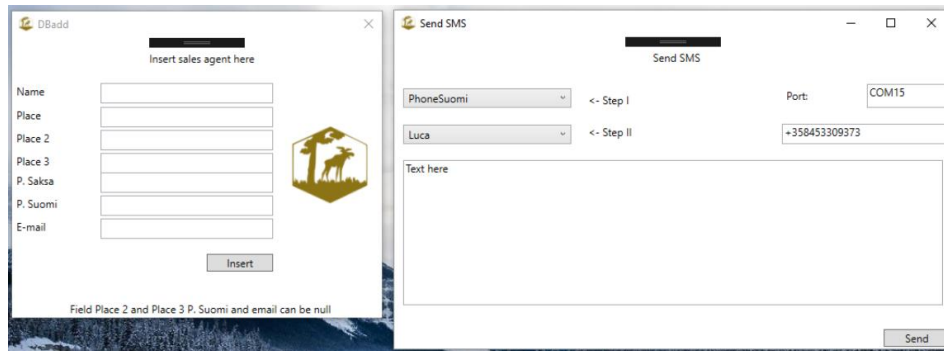 DBadd
Insert sales agent here
Name
Place
Place 2
Place 3
P. Saksa
P. Suomi
E-mail
Insert
Field Place 2 and Place 3 P. Suomi and email can be null
Send SMS
Send SMS
PhoneSuomi <- Step I Port: COM15
Luca <- Step II +358453309373
Text here
Send